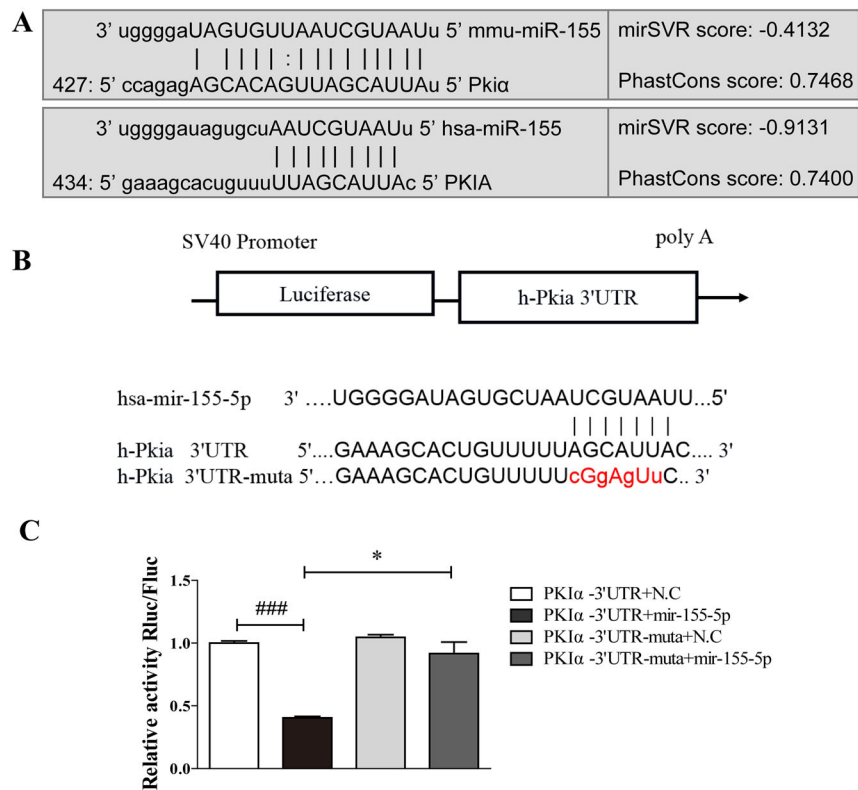 A
3’ uggggaUAGUGUUAAUCGUAAUu 5’ mmu-miR-155
| | | | | : | | | | | | | | |
427: 5’ ccagagAGCACAGUUAGCAUUAu 5’ Pkiα
mirSVR score: -0.4132
PhastCons score: 0.7468
3’ uggggauagugcuAAUCGUAAUu 5’ hsa-miR-155
| | | | | | | | |
434: 5’ gaaagcacuguuuUUAGCAUUAc 5’ PKIA
mirSVR score: -0.9131
PhastCons score: 0.7400
B
SV40 Promoter
poly A
Luciferase
h-Pkia 3'UTR
hsa-mir-155-5p 3' ....UGGGGAUAGUGCUAAUCGUAAUU...5'
| | | | | | |
h-Pkia 3'UTR 5'....GAAAGCACUGUUUUUAGCAUUAC.... 3'
h-Pkia 3'UTR-muta 5'...GAAAGCACUGUUUUUcGgAgUuC.. 3'
C
Relative activity Rluc/Fluc
1.5
1.0
0.5
0.0
###
*
PKIα -3'UTR+N.C
PKIα -3'UTR+mir-155-5p
PKIα -3'UTR-muta+N.C
PKIα -3'UTR-muta+mir-155-5p